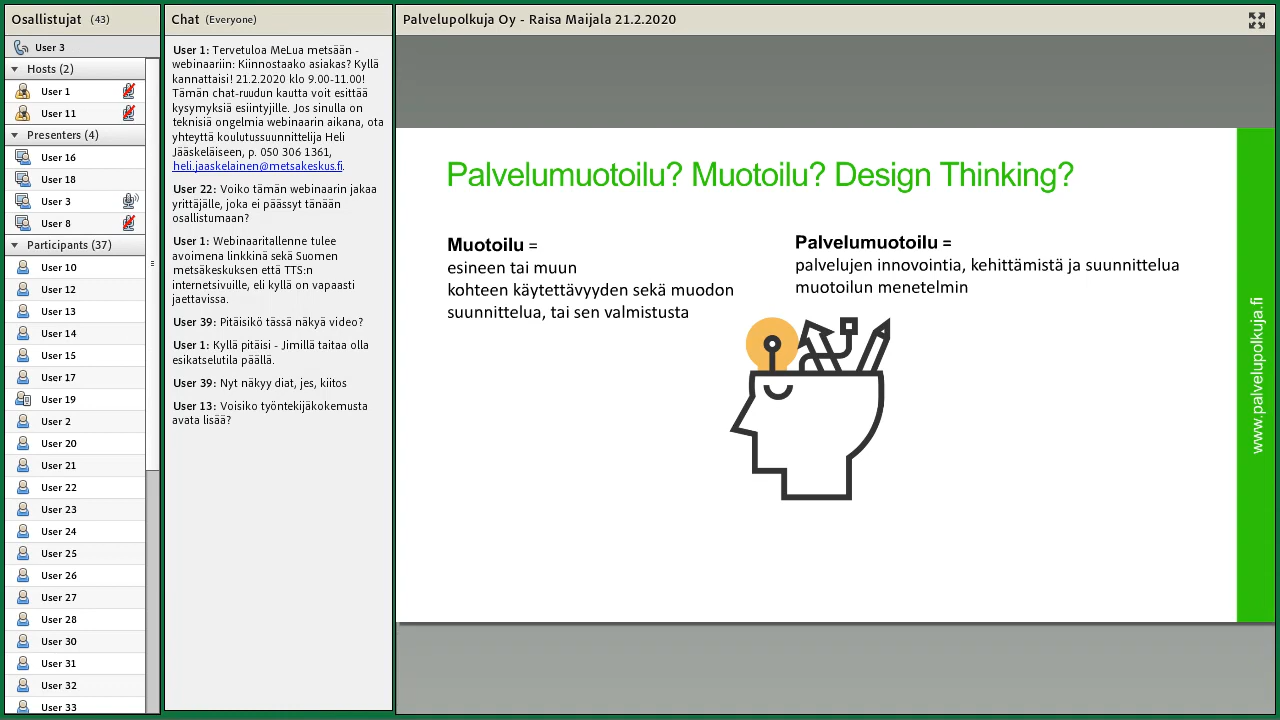 Osallistujat (43)
User 3
Hosts (2)
User 1
User 11
Presenters (4)
User 16
User 18
User 3
User 8
Participants (37)
User 10
User 12
User 13
User 14
User 15
User 17
User 19
User 2
User 20
User 21
User 22
User 23
User 24
User 25
User 26
User 27
User 28
User 30
User 31
User 32
User 33
Chat (Everyone)
User 1: Tervetuloa MeLua metsään -
webinaariin: Kiinnostaako asiakas? Kyllä
kannattaisi! 21.2.2020 klo 9.00-11.00!
Tämän chat-ruudun kautta voit esittää
kysymyksiä esiintyjille. Jos sinulla on
teknisiä ongelmia webinaarin aikana, ota
yhteyttä koulutussuunnittelija Heli
Jääskeläiseen, p. 050 306 1361,
heli.jaaskelainen@metsakeskus.fi.
User 22: Voiko tämän webinaarin jakaa
yrittäjälle, joka ei päässyt tänään
osallistumaan?
User 1: Webinaaritallenne tulee
avoimena linkkinä sekä Suomen
metsäkeskuksen että TTS:n
internetsivuille, eli kyllä on vapaasti
jaettavissa.
User 39: Pitäisikö tässä näkyä video?
User 1: Kyllä pitäisi - Jimillä taitaa olla
esikatselutila päällä.
User 39: Nyt näkyy diat, jes, kiitos
User 13: Voisiko työntekijäkokemusta
avata lisää?
Palvelupolkuja Oy - Raisa Maijala 21.2.2020
Palvelumuotoilu? Muotoilu? Design Thinking?
Muotoilu =
esineen tai muun
kohteen käytettävyyden sekä muodon
suunnittelua, tai sen valmistusta
Palvelumuotoilu =
palvelujen innovointia, kehittämistä ja suunnittelua
muotoilun menetelmin
www.palvelupolkuja.fi